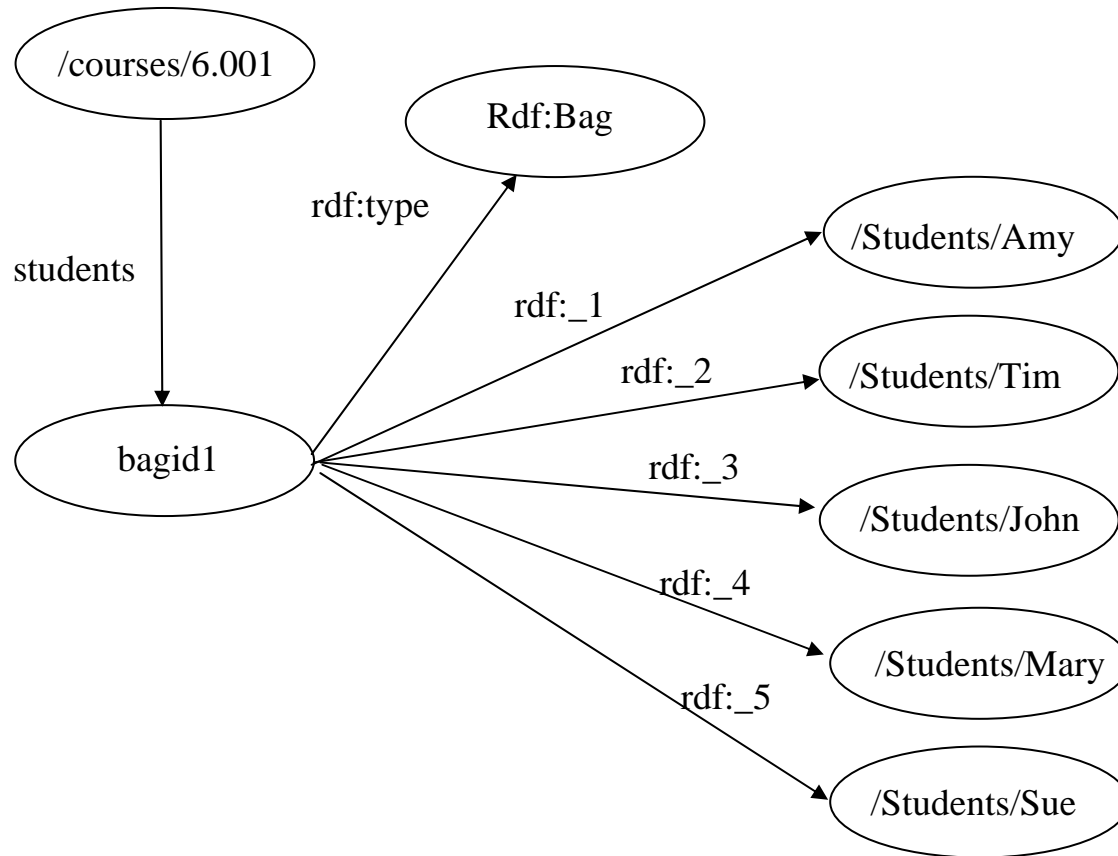 /courses/6.001
Rdf:Bag
rdf:type
/Students/Amy
students
rdf:_1
rdf:_2
/Students/Tim
bagid1
rdf:_3
/Students/John
rdf:_4
/Students/Mary
rdf:_5
/Students/Sue